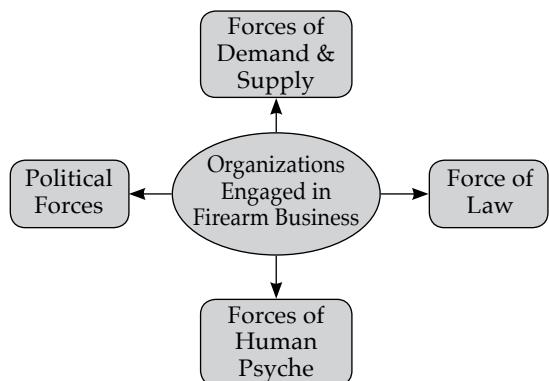 Forces of
Demand &
Supply
Political
Forces
Organizations
Engaged in
Firearm Business
Force of
Law
Forces of
Human
Psyche